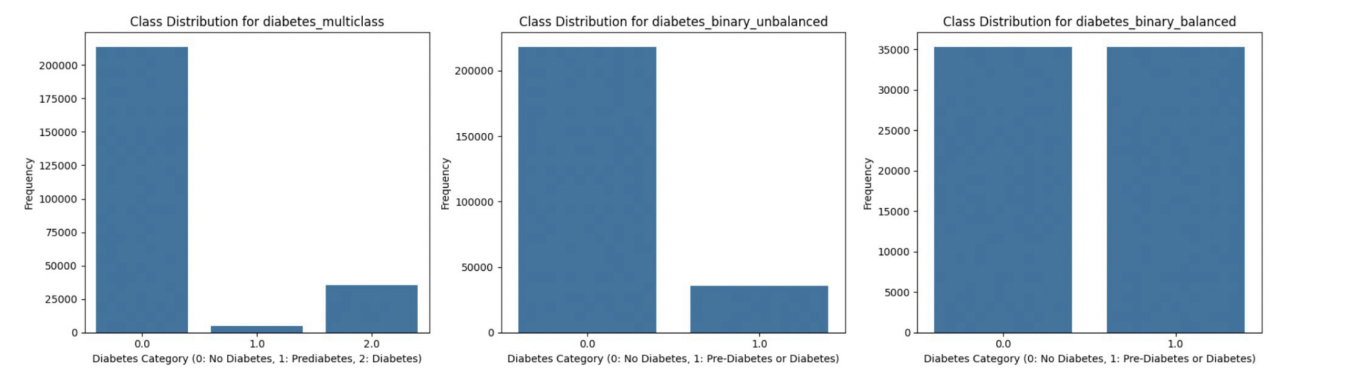 Class Distribution for diabetes_multiclass
Frequency
200000
175000
150000
125000
100000
75000
50000
25000
0
0.0 1.0 2.0
Diabetes Category (0: No Diabetes, 1: Prediabetes, 2: Diabetes)
Class Distribution for diabetes_binary_unbalanced
Frequency
200000
150000
100000
50000
0
0.0 1.0
Diabetes Category (0: No Diabetes, 1: Pre-Diabetes or Diabetes)
Class Distribution for diabetes_binary_balanced
Frequency
35000
30000
25000
20000
15000
10000
5000
0
0.0 1.0
Diabetes Category (0: No Diabetes, 1: Pre-Diabetes or Diabetes)